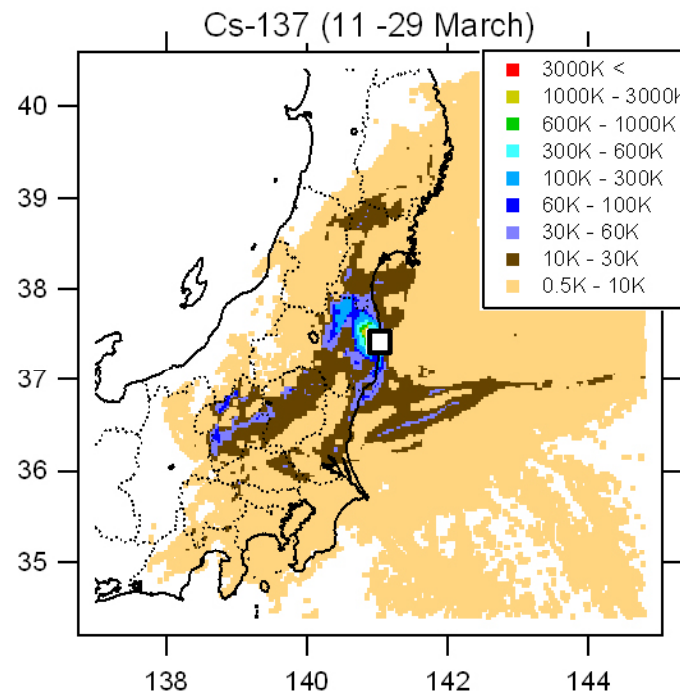 Cs-137 (11 -29 March)
3000K <
1000K - 3000K
600K - 1000K
300K - 600K
100K - 300K
60K - 100K
30K - 60K
10K - 30K
0.5K - 10K
40
39
38
37
36
35
138 140 142 144